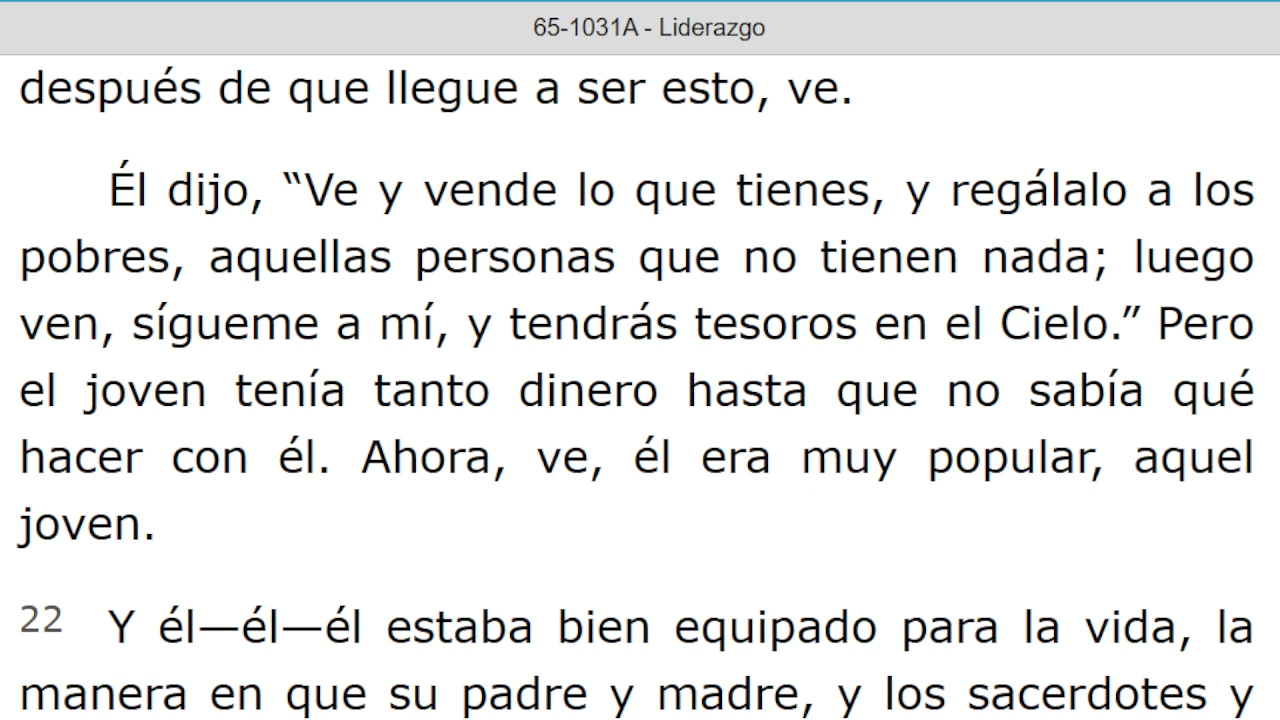 65-1031A - Liderazgo
después de que llegue a ser esto, ve.
Él dijo, “Ve y vende lo que tienes, y regálalo a los
pobres, aquellas personas que no tienen nada; luego
ven, sígueme a mí, y tendrás tesoros en el Cielo.” Pero
el joven tenía tanto dinero hasta que no sabía qué
hacer con él. Ahora, ve, él era muy popular, aquel
joven.
22 Y él—él—él estaba bien equipado para la vida, la
manera en que su padre y madre, y los sacerdotes y